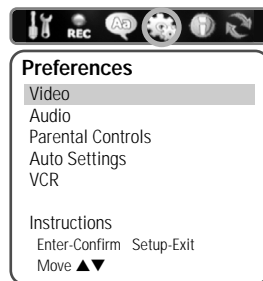 REC
Aa
Preferences
Video
Audio
Parental Controls
Auto Settings
VCR
Instructions
Enter-Confirm Setup-Exit
Move ▲▼